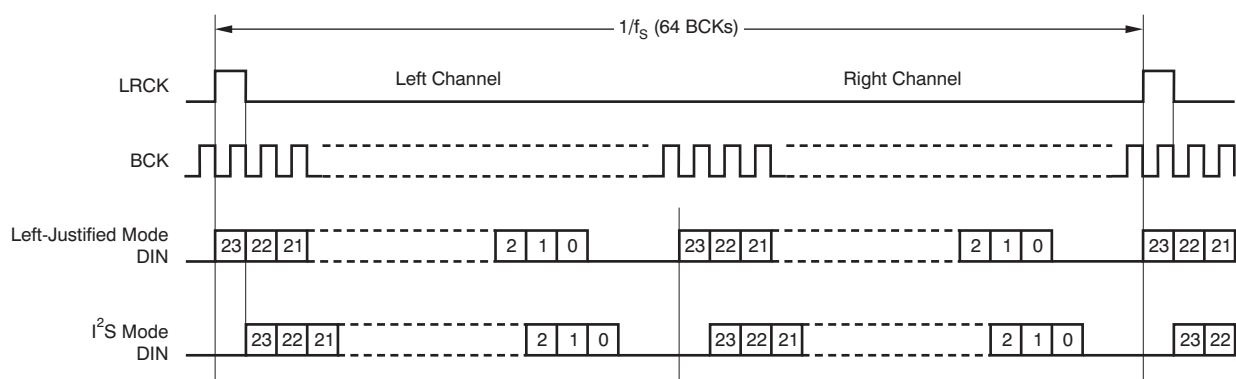 1/fS (64 BCKs)
LRCK Left Channel Right Channel
BCK
Left-Justified Mode
DIN 23 22 21 2 1 0 23 22 21 2 1 0 23 22 21
I²S Mode
DIN 23 22 21 2 1 0 23 22 21 2 1 0 23 22